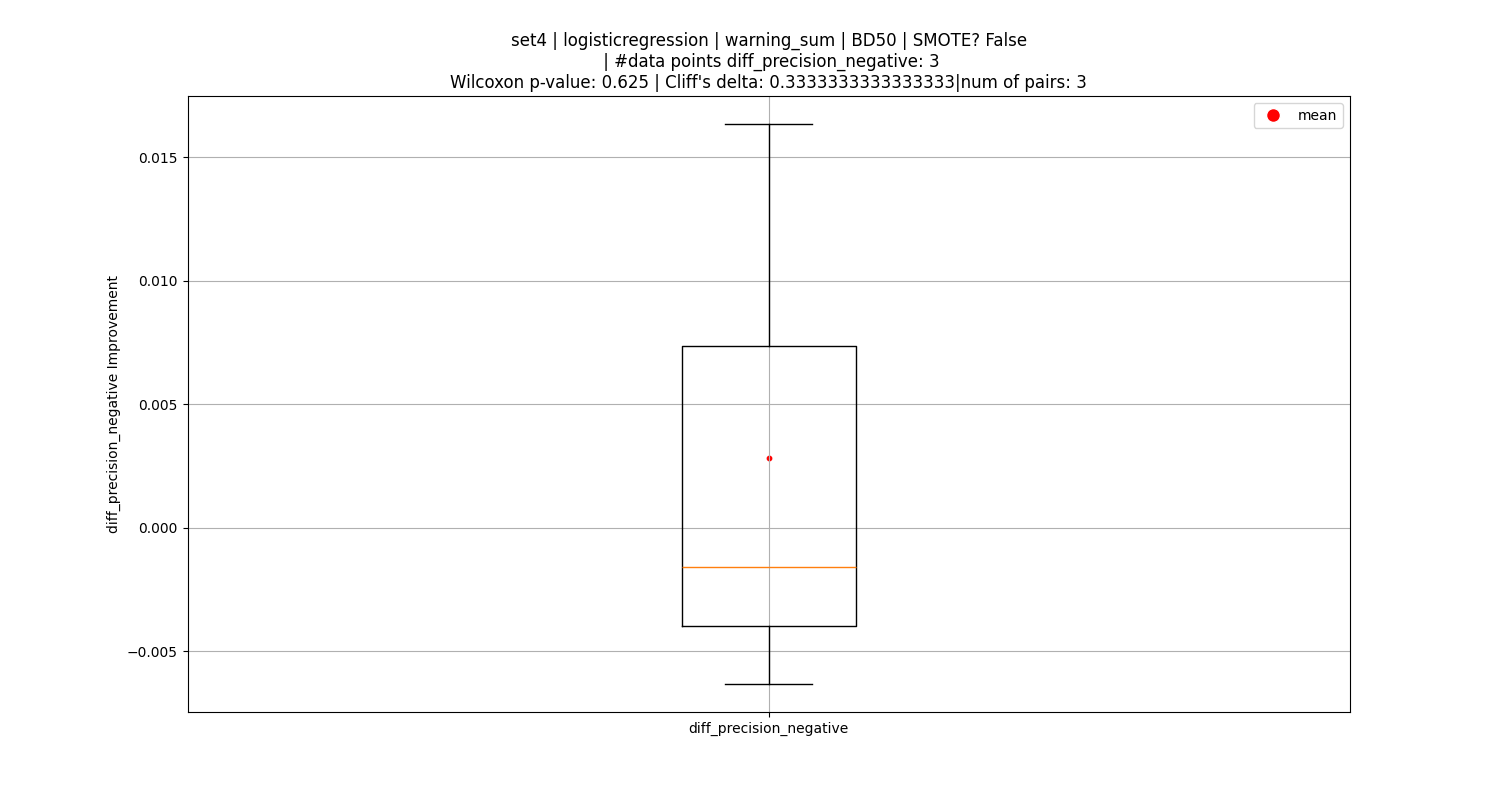 set4 | logisticregression | warning_sum | BD50 | SMOTE? False
| #data points diff_precision_negative: 3
Wilcoxon p-value: 0.625 | Cliff's delta: 0.3333333333333333|num of pairs: 3
mean
0.015
0.010
0.005
0.000
−0.005
diff_precision_negative Improvement
diff_precision_negative